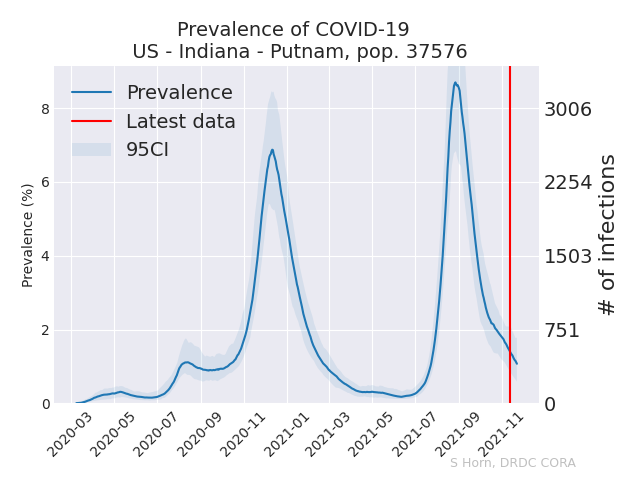 Prevalence of COVID-19
US - Indiana - Putnam, pop. 37576
Prevalence
Latest data
95CI
Prevalence (%)
8
6
4
2
0
3006
2254
1503
751
0
# of infections
2020-03
2020-05
2020-07
2020-09
2020-11
2021-01
2021-03
2021-05
2021-07
2021-09
2021-11
S Horn, DRDC CORA